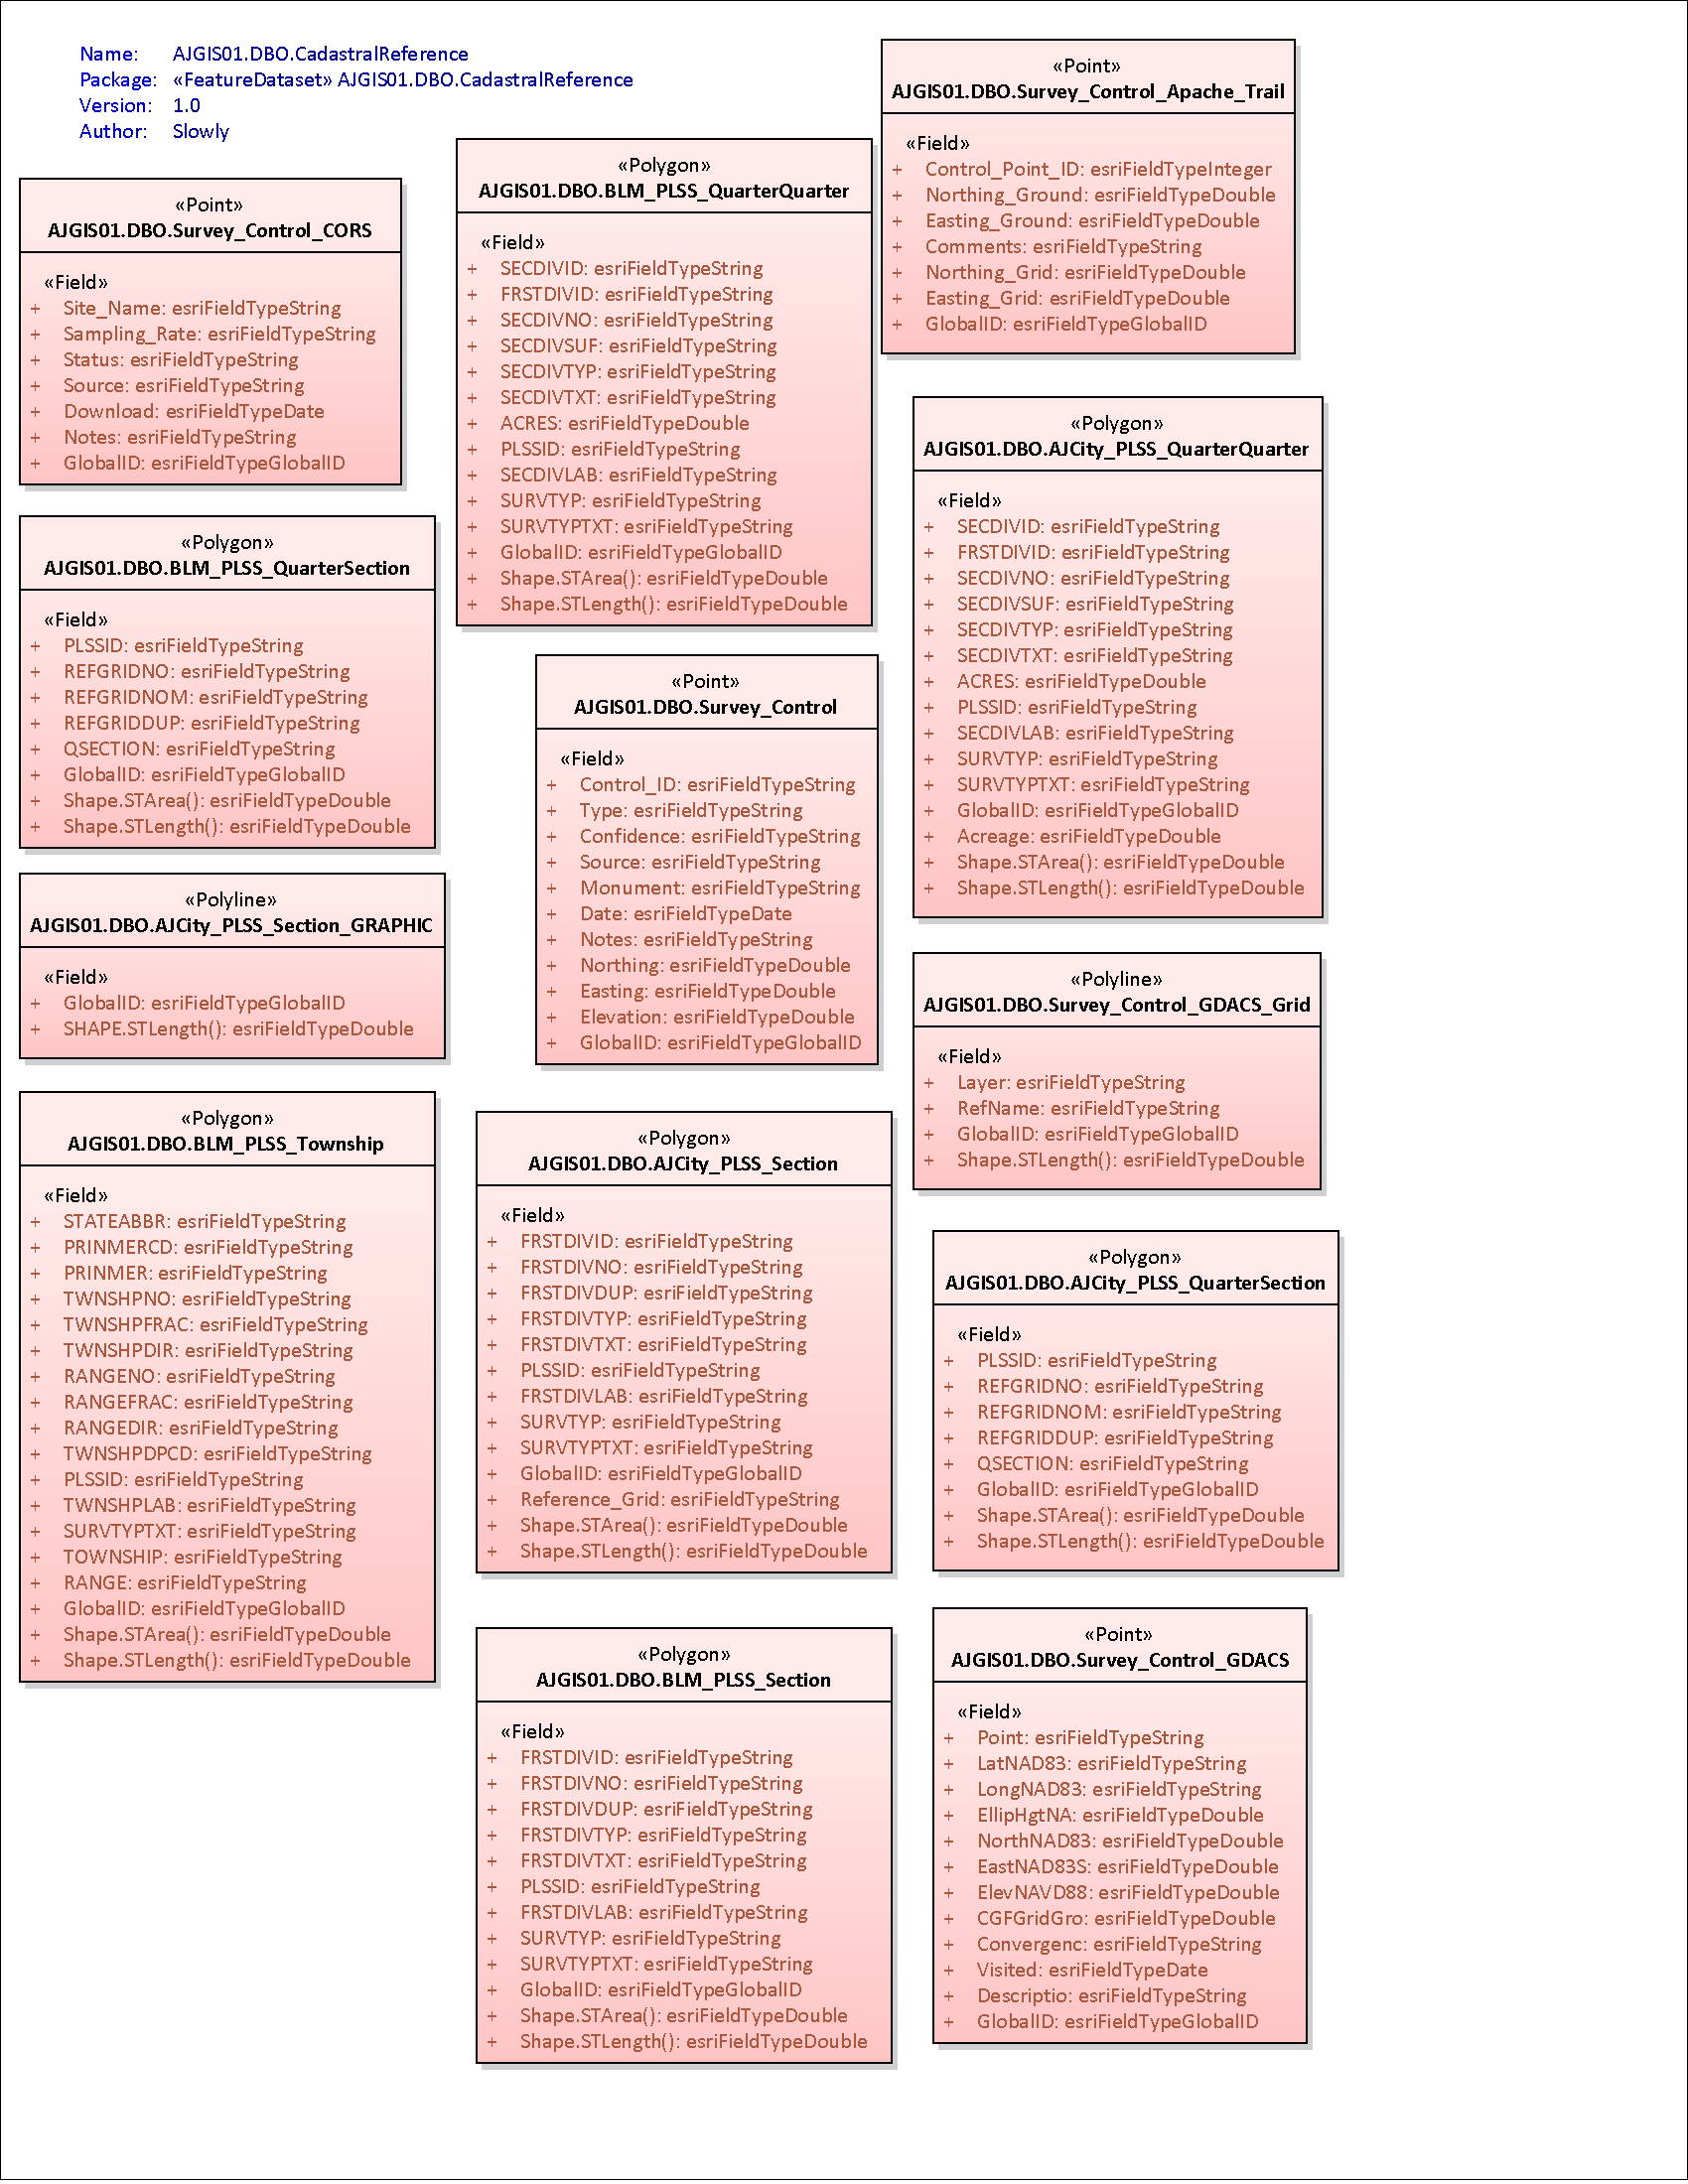 Name: AJGIS01.DBO.CadastralReference
Package: «FeatureDataset» AJGIS01.DBO.CadastralReference
Version: 1.0
Author: Slowly
«Point»
AJGIS01.DBO.Survey_Control_CORS
«Field»
+ Site_Name: esriFieldTypeString
+ Sampling_Rate: esriFieldTypeString
+ Status: esriFieldTypeString
+ Source: esriFieldTypeString
+ Download: esriFieldTypeDate
+ Notes: esriFieldTypeString
+ GlobalID: esriFieldTypeGlobalID
«Polygon»
AJGIS01.DBO.BLM_PLSS_QuarterSection
«Field»
+ PLSSID: esriFieldTypeString
+ REFGRIDNO: esriFieldTypeString
+ REFGRIDNOM: esriFieldTypeString
+ REFGRIDDUP: esriFieldTypeString
+ QSECTION: esriFieldTypeString
+ GlobalID: esriFieldTypeGlobalID
+ Shape.STArea(): esriFieldTypeDouble
+ Shape.STLength(): esriFieldTypeDouble
«Polyline»
AJGIS01.DBO.AJCity_PLSS_Section_GRAPHIC
«Field»
+ GlobalID: esriFieldTypeGlobalID
+ SHAPE.STLength(): esriFieldTypeDouble
«Polygon»
AJGIS01.DBO.BLM_PLSS_Township
«Field»
+ STATEABBR: esriFieldTypeString
+ PRINMERCD: esriFieldTypeString
+ PRINMER: esriFieldTypeString
+ TWNSHPNO: esriFieldTypeString
+ TWNSHPFRAC: esriFieldTypeString
+ TWNSHPDIR: esriFieldTypeString
+ RANGENO: esriFieldTypeString
+ RANGEFRAC: esriFieldTypeString
+ RANGEDIR: esriFieldTypeString
+ TWNSHPDPCD: esriFieldTypeString
+ PLSSID: esriFieldTypeString
+ TWNSHPLAB: esriFieldTypeString
+ SURVTYPTXT: esriFieldTypeString
+ TOWNSHIP: esriFieldTypeString
+ RANGE: esriFieldTypeString
+ GlobalID: esriFieldTypeGlobalID
+ Shape.STArea(): esriFieldTypeDouble
+ Shape.STLength(): esriFieldTypeDouble
«Polygon»
AJGIS01.DBO.BLM_PLSS_QuarterQuarter
«Field»
+ SECDIVID: esriFieldTypeString
+ FRSTDIVID: esriFieldTypeString
+ SECDIVNO: esriFieldTypeString
+ SECDIVSUF: esriFieldTypeString
+ SECDIVTYP: esriFieldTypeString
+ SECDIVTXT: esriFieldTypeString
+ ACRES: esriFieldTypeDouble
+ PLSSID: esriFieldTypeString
+ SECDIVLAB: esriFieldTypeString
+ SURVTYP: esriFieldTypeString
+ SURVTYPTXT: esriFieldTypeString
+ GlobalID: esriFieldTypeGlobalID
+ Shape.STArea(): esriFieldTypeDouble
+ Shape.STLength(): esriFieldTypeDouble
«Point»
AJGIS01.DBO.Survey_Control
«Field»
+ Control_ID: esriFieldTypeString
+ Type: esriFieldTypeString
+ Confidence: esriFieldTypeString
+ Source: esriFieldTypeString
+ Monument: esriFieldTypeString
+ Date: esriFieldTypeDate
+ Notes: esriFieldTypeString
+ Northing: esriFieldTypeDouble
+ Easting: esriFieldTypeDouble
+ Elevation: esriFieldTypeDouble
+ GlobalID: esriFieldTypeGlobalID
«Polygon»
AJGIS01.DBO.AJCity_PLSS_Section
«Field»
+ FRSTDIVID: esriFieldTypeString
+ FRSTDIVNO: esriFieldTypeString
+ FRSTDIVDUP: esriFieldTypeString
+ FRSTDIVTYP: esriFieldTypeString
+ FRSTDIVTXT: esriFieldTypeString
+ PLSSID: esriFieldTypeString
+ FRSTDIVLAB: esriFieldTypeString
+ SURVTYP: esriFieldTypeString
+ SURVTYPTXT: esriFieldTypeString
+ GlobalID: esriFieldTypeGlobalID
+ Reference_Grid: esriFieldTypeString
+ Shape.STArea(): esriFieldTypeDouble
+ Shape.STLength(): esriFieldTypeDouble
«Polygon»
AJGIS01.DBO.BLM_PLSS_Section
«Field»
+ FRSTDIVID: esriFieldTypeString
+ FRSTDIVNO: esriFieldTypeString
+ FRSTDIVDUP: esriFieldTypeString
+ FRSTDIVTYP: esriFieldTypeString
+ FRSTDIVTXT: esriFieldTypeString
+ PLSSID: esriFieldTypeString
+ FRSTDIVLAB: esriFieldTypeString
+ SURVTYP: esriFieldTypeString
+ SURVTYPTXT: esriFieldTypeString
+ GlobalID: esriFieldTypeGlobalID
+ Shape.STArea(): esriFieldTypeDouble
+ Shape.STLength(): esriFieldTypeDouble
«Point»
AJGIS01.DBO.Survey_Control_Apache_Trail
«Field»
+ Control_Point_ID: esriFieldTypeInteger
+ Northing_Ground: esriFieldTypeDouble
+ Easting_Ground: esriFieldTypeDouble
+ Comments: esriFieldTypeString
+ Northing_Grid: esriFieldTypeDouble
+ Easting_Grid: esriFieldTypeDouble
+ GlobalID: esriFieldTypeGlobalID
«Polygon»
AJGIS01.DBO.AJCity_PLSS_QuarterQuarter
«Field»
+ SECDIVID: esriFieldTypeString
+ FRSTDIVID: esriFieldTypeString
+ SECDIVNO: esriFieldTypeString
+ SECDIVSUF: esriFieldTypeString
+ SECDIVTYP: esriFieldTypeString
+ SECDIVTXT: esriFieldTypeString
+ ACRES: esriFieldTypeDouble
+ PLSSID: esriFieldTypeString
+ SECDIVLAB: esriFieldTypeString
+ SURVTYP: esriFieldTypeString
+ SURVTYPTXT: esriFieldTypeString
+ GlobalID: esriFieldTypeGlobalID
+ Acreage: esriFieldTypeDouble
+ Shape.STArea(): esriFieldTypeDouble
+ Shape.STLength(): esriFieldTypeDouble
«Polyline»
AJGIS01.DBO.Survey_Control_GDACS_Grid
«Field»
+ Layer: esriFieldTypeString
+ RefName: esriFieldTypeString
+ GlobalID: esriFieldTypeGlobalID
+ Shape.STLength(): esriFieldTypeDouble
«Polygon»
AJGIS01.DBO.AJCity_PLSS_QuarterSection
«Field»
+ PLSSID: esriFieldTypeString
+ REFGRIDNO: esriFieldTypeString
+ REFGRIDNOM: esriFieldTypeString
+ REFGRIDDUP: esriFieldTypeString
+ QSECTION: esriFieldTypeString
+ GlobalID: esriFieldTypeGlobalID
+ Shape.STArea(): esriFieldTypeDouble
+ Shape.STLength(): esriFieldTypeDouble
«Point»
AJGIS01.DBO.Survey_Control_GDACS
«Field»
+ Point: esriFieldTypeString
+ LatNAD83: esriFieldTypeString
+ LongNAD83: esriFieldTypeString
+ EllipHgtNA: esriFieldTypeDouble
+ NorthNAD83: esriFieldTypeDouble
+ EastNAD83S: esriFieldTypeDouble
+ ElevNAVD88: esriFieldTypeDouble
+ CGFGridGro: esriFieldTypeDouble
+ Convergenc: esriFieldTypeString
+ Visited: esriFieldTypeDate
+ Descriptio: esriFieldTypeString
+ GlobalID: esriFieldTypeGlobalID